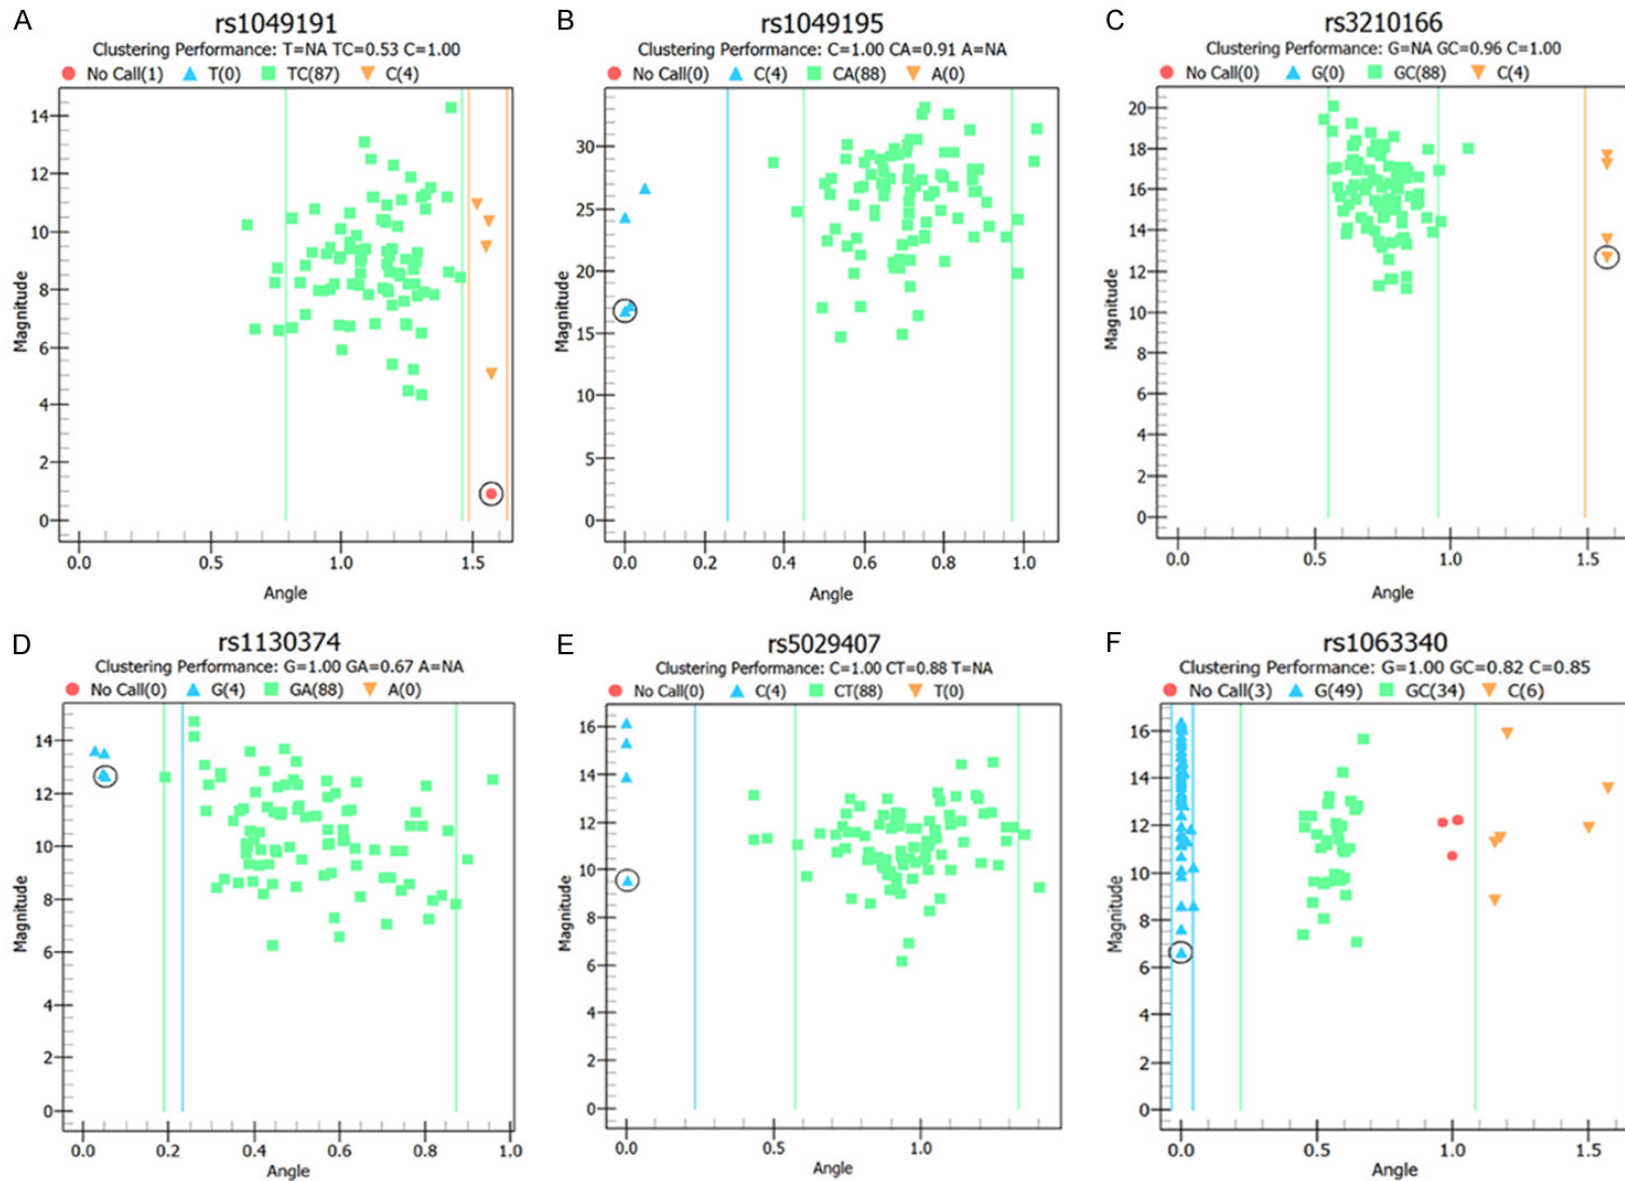 A
rs1049191
Clustering Performance: T=NA TC=0.53 C=1.00
No Call(1) T(0) TC(87) C(4)
14
12
10
8
6
4
2
0
Magnitude
0.0 0.5 1.0 1.5
Angle
B
rs1049195
Clustering Performance: C=1.00 CA=0.91 A=NA
No Call(0) C(4) CA(88) A(0)
30
25
20
15
10
5
0
Magnitude
0.0 0.2 0.4 0.6 0.8 1.0
Angle
C
rs3210166
Clustering Performance: G=NA GC=0.96 C=1.00
No Call(0) G(0) GC(88) C(4)
20
18
16
14
12
10
8
6
4
2
0
Magnitude
0.0 0.5 1.0 1.5
Angle
D
rs1130374
Clustering Performance: G=1.00 GA=0.67 A=NA
No Call(0) G(4) GA(88) A(0)
14
12
10
8
6
4
2
0
Magnitude
0.0 0.2 0.4 0.6 0.8 1.0
Angle
E
rs5029407
Clustering Performance: C=1.00 CT=0.88 T=NA
No Call(0) C(4) CT(88) T(0)
16
14
12
10
8
6
4
2
0
Magnitude
0.0 0.5 1.0
Angle
F
rs1063340
Clustering Performance: G=1.00 GC=0.82 C=0.85
No Call(3) G(49) GC(34) C(6)
16
14
12
10
8
6
4
2
0
Magnitude
0.0 0.5 1.0 1.5
Angle